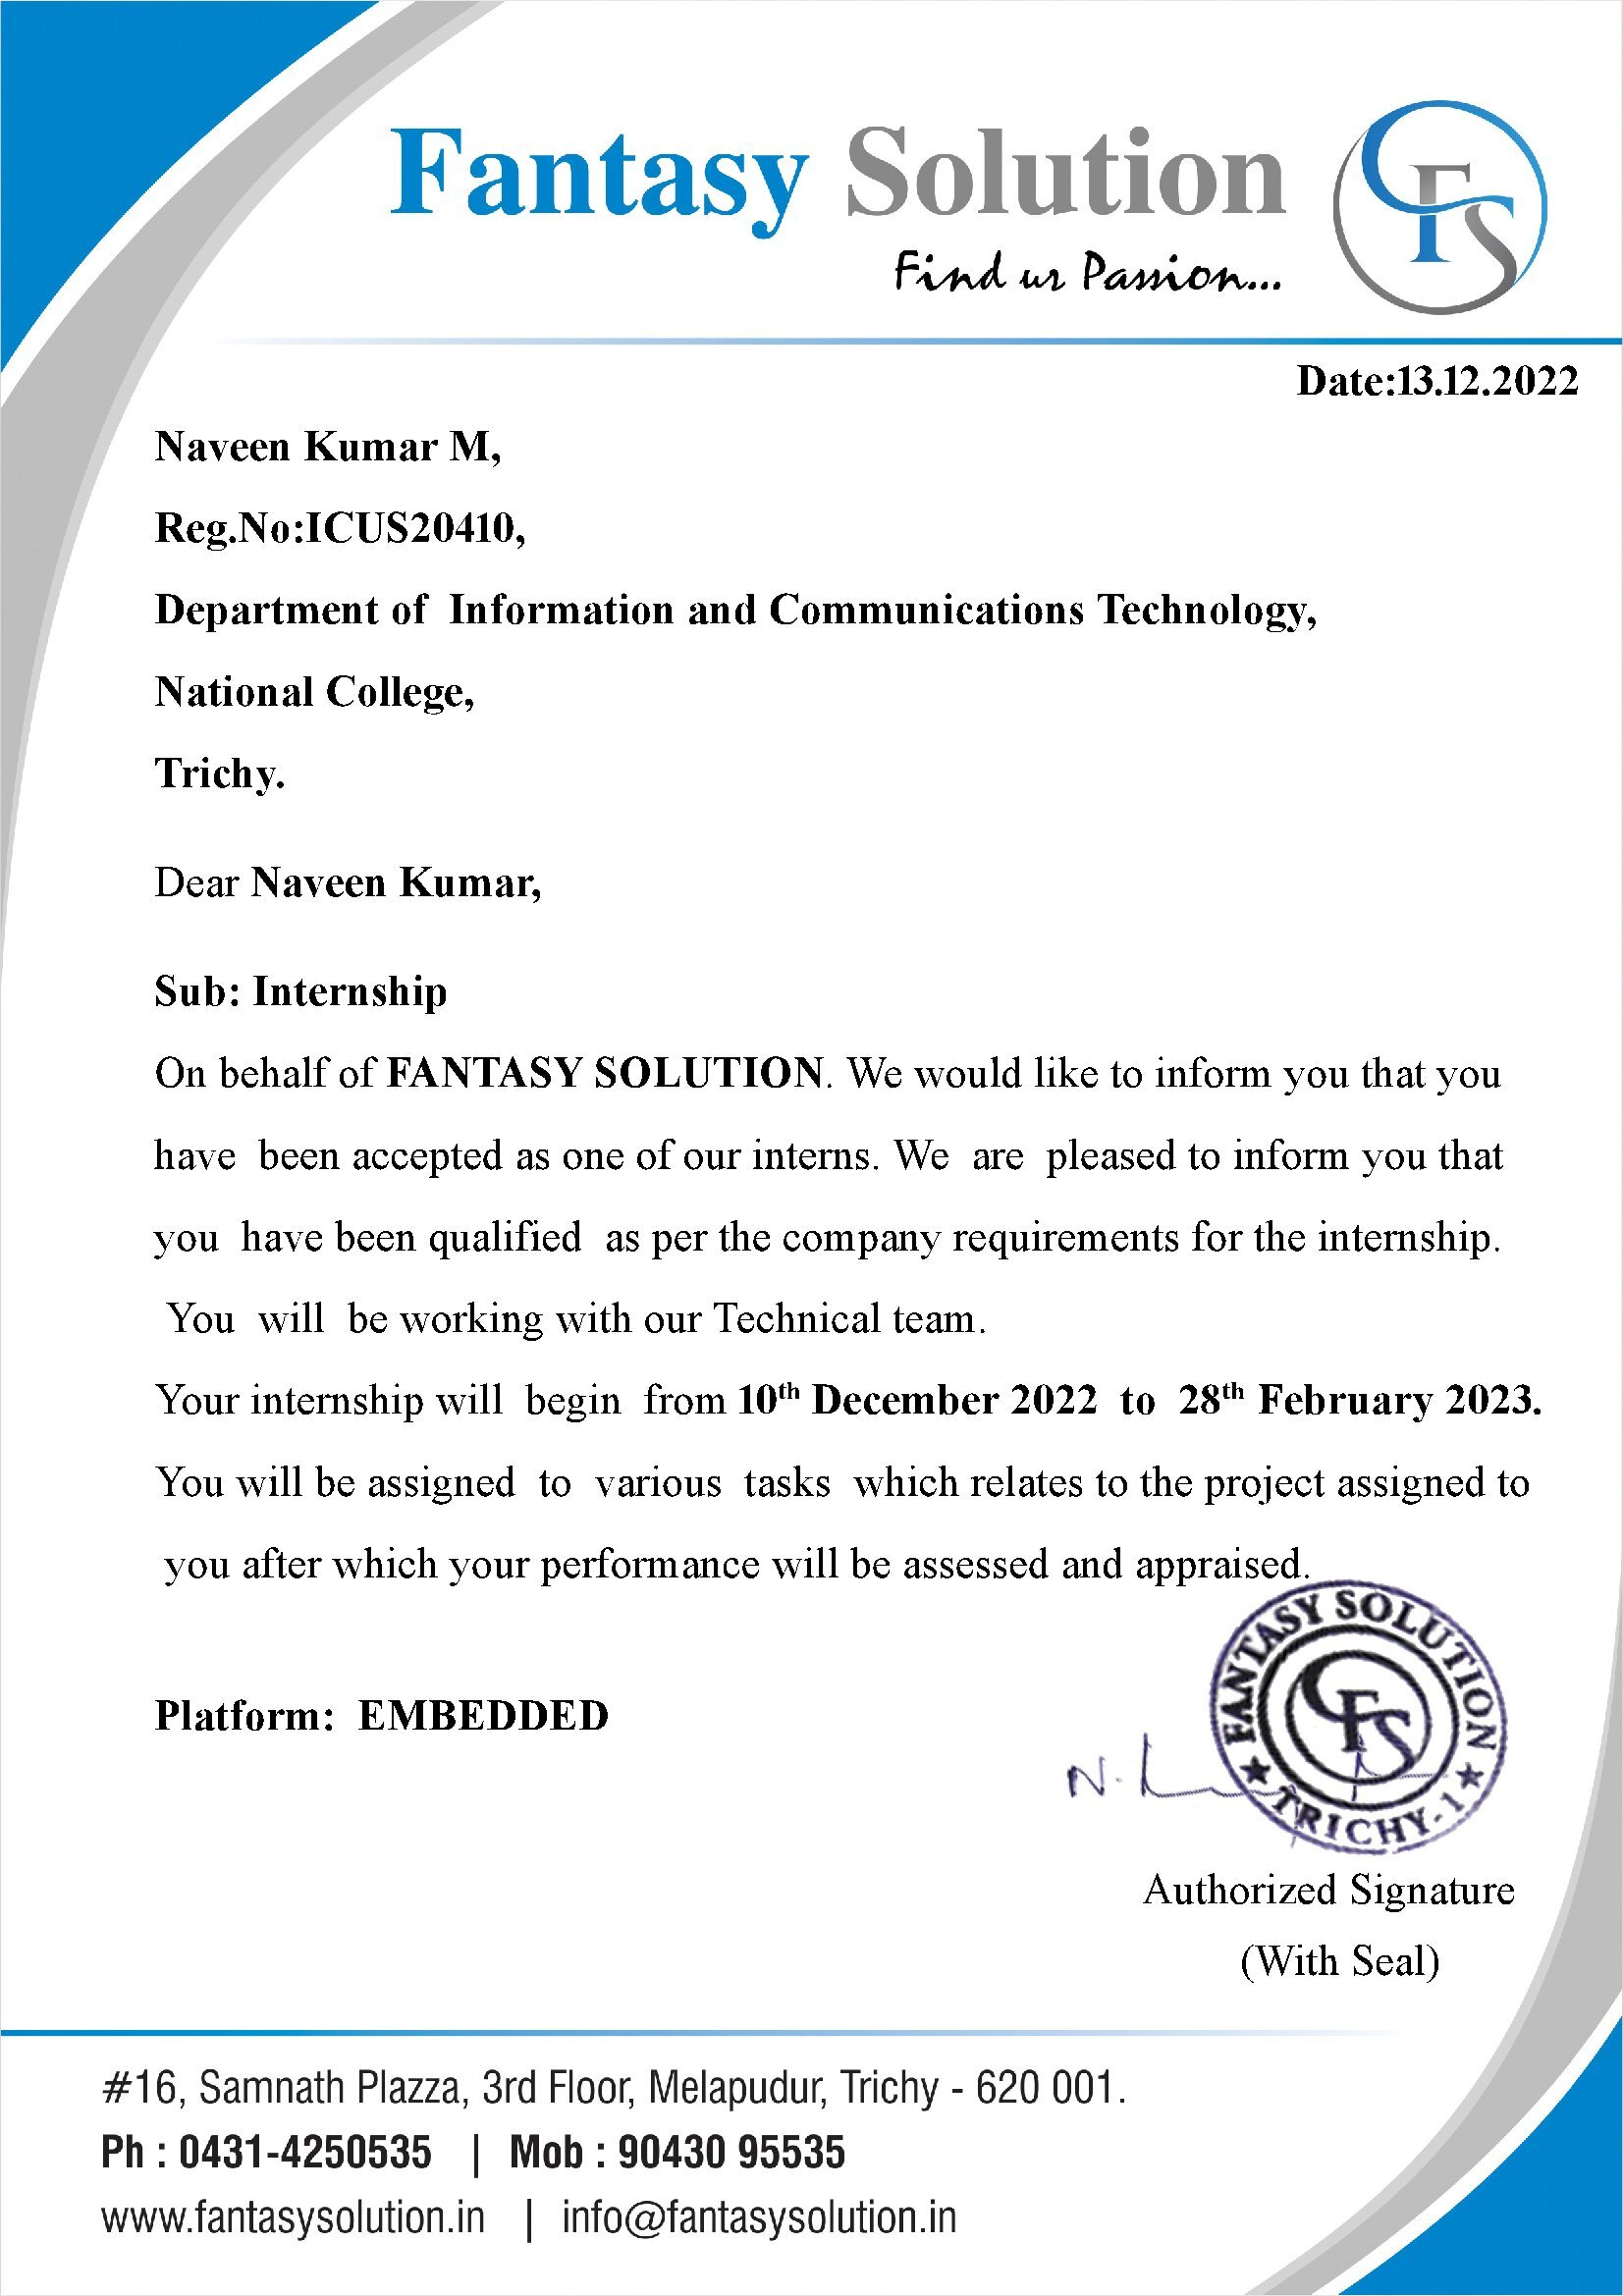 Fantasy Solution
Find ur Passion...
CFS
Date:13.12.2022
Naveen Kumar M,
Reg.No:ICUS20410,
Department of Information and Communications Technology,
National College,
Trichy.
Dear Naveen Kumar,
Sub: Internship
On behalf of FANTASY SOLUTION. We would like to inform you that you
have been accepted as one of our interns. We are pleased to inform you that
you have been qualified as per the company requirements for the internship.
You will be working with our Technical team.
Your internship will begin from 10th December 2022 to 28th February 2023.
You will be assigned to various tasks which relates to the project assigned to
you after which your performance will be assessed and appraised.
Platform: EMBEDDED
FANTASY SOLUTION
CFS
★ TRICHY-1 ★
Authorized Signature
(With Seal)
#16, Samnath Plazza, 3rd Floor, Melapudur, Trichy - 620 001.
Ph : 0431-4250535 | Mob : 90430 95535
www.fantasysolution.in | info@fantasysolution.in